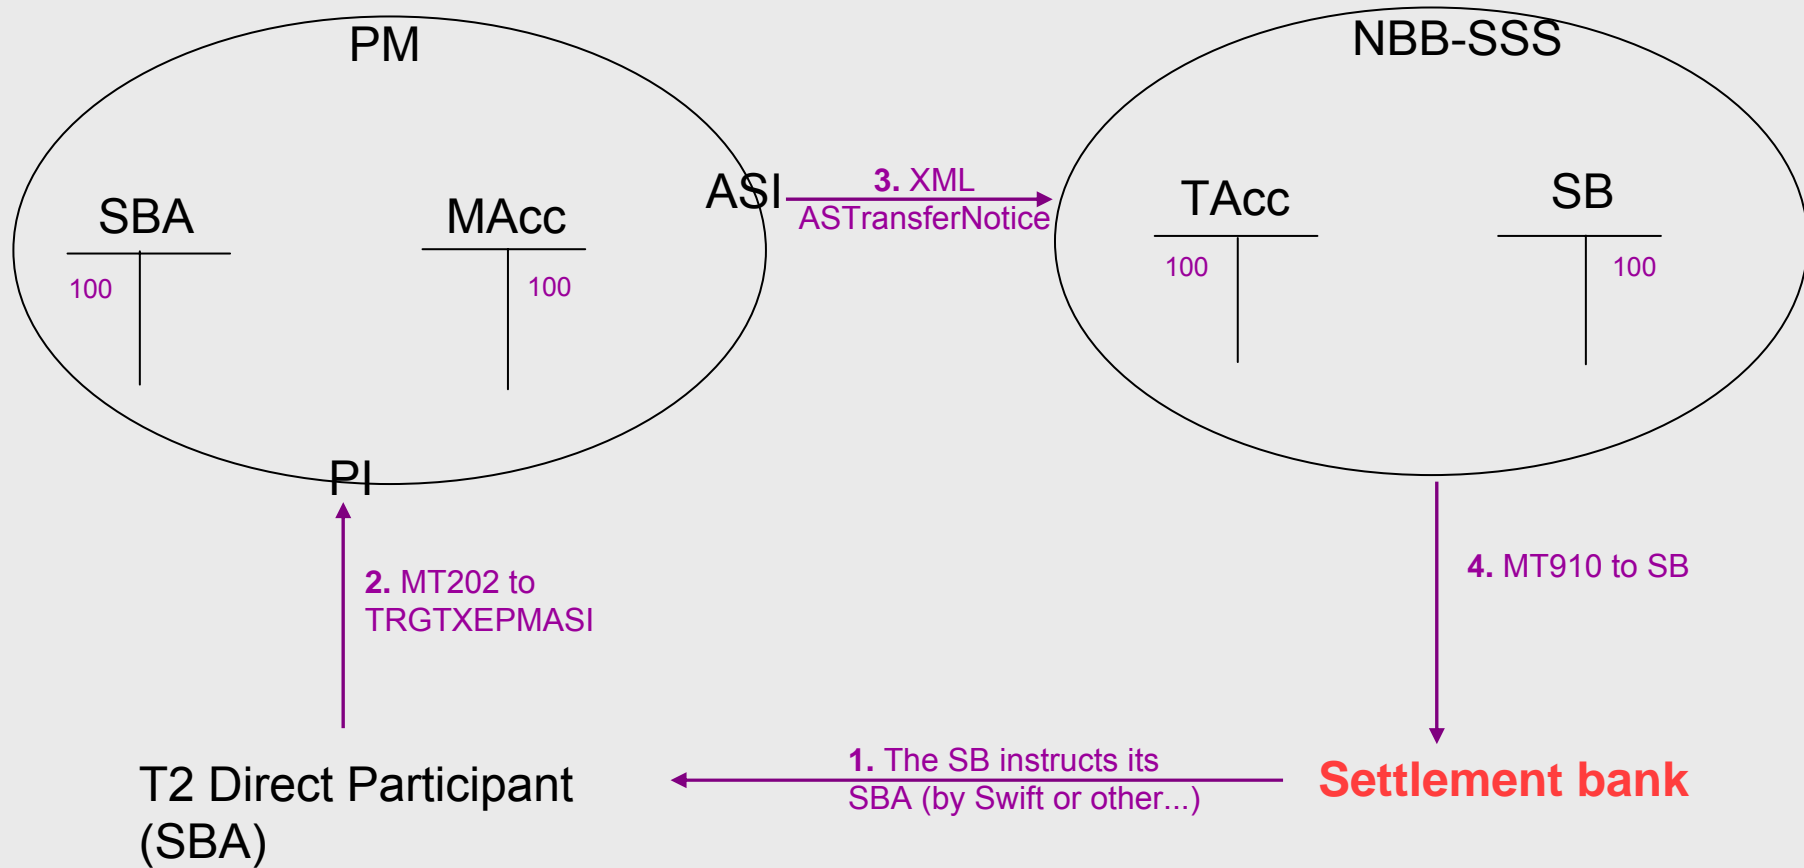 PM
NBB-SSS
SBA
MAcc
ASI
3. XML
ASTransferNotice
TAcc
SB
100
100
100
100
PI
2. MT202 to
TRGTXEPMASI
4. MT910 to SB
T2 Direct Participant
(SBA)
1. The SB instructs its
SBA (by Swift or other...)
Settlement bank